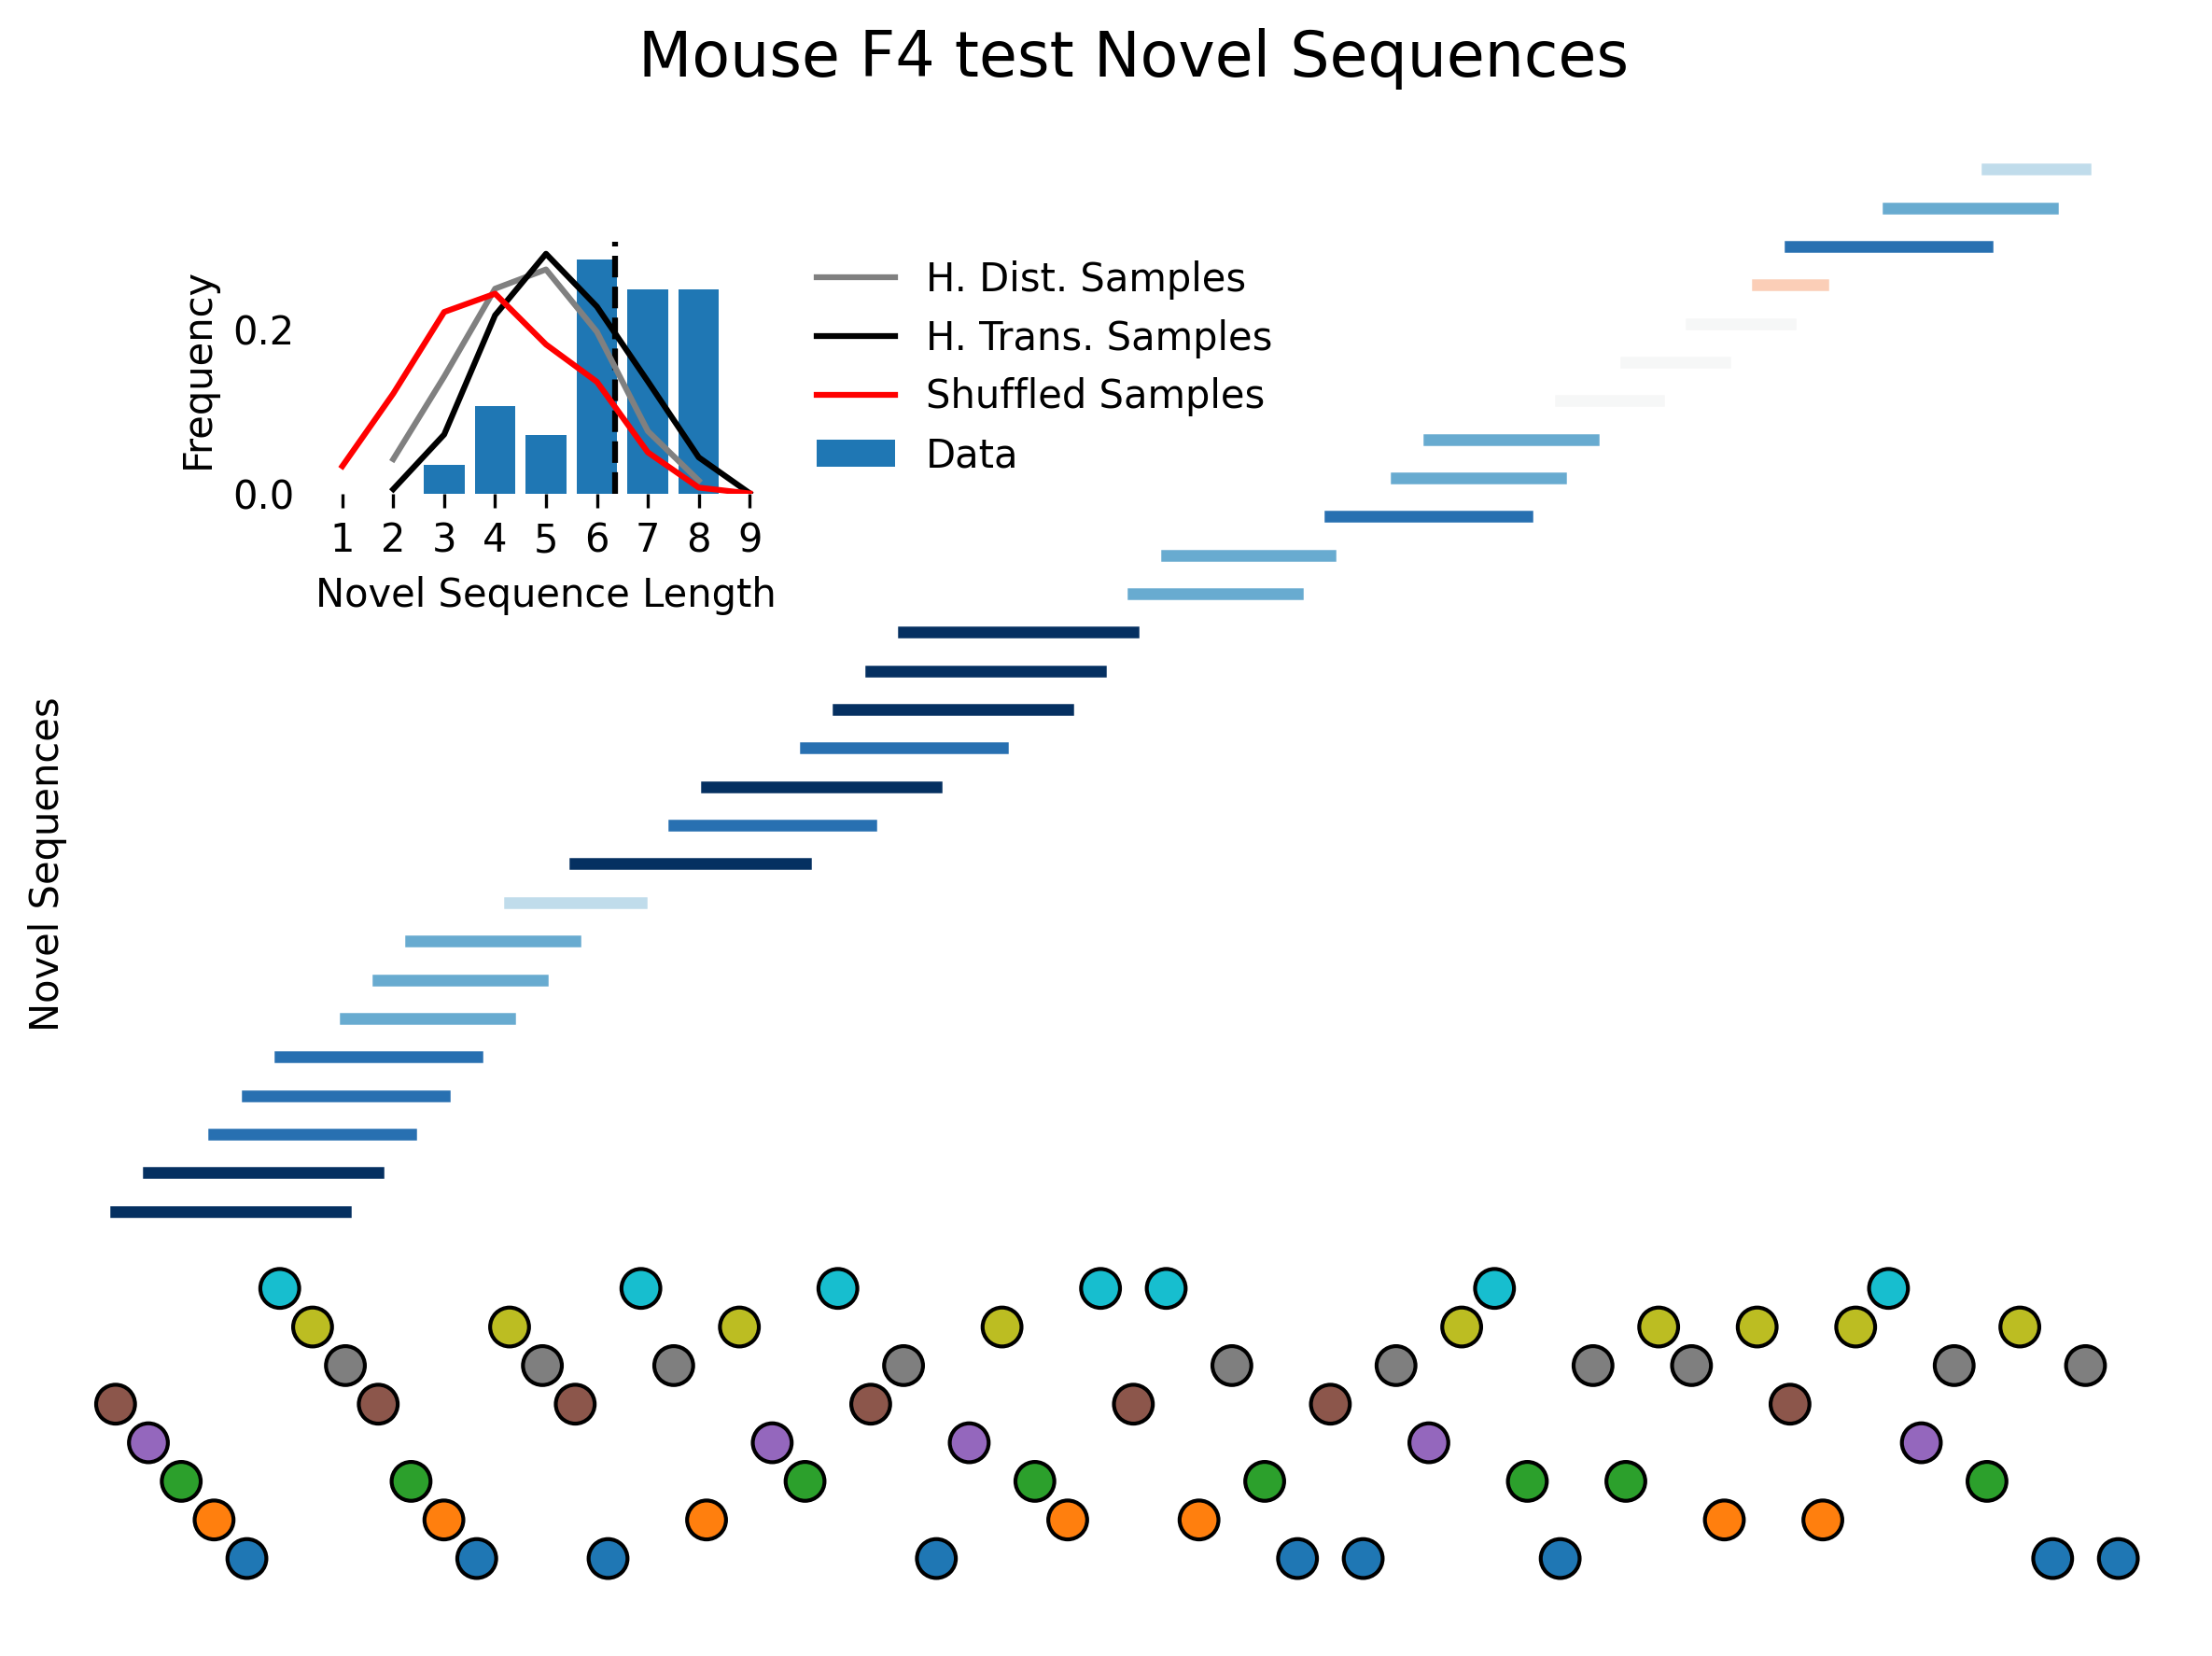 Mouse F4 test Novel Sequences
Frequency
0.2
0.0
1 2 3 4 5 6 7 8 9
Novel Sequence Length
H. Dist. Samples
H. Trans. Samples
Shuffled Samples
Data
Novel Sequences